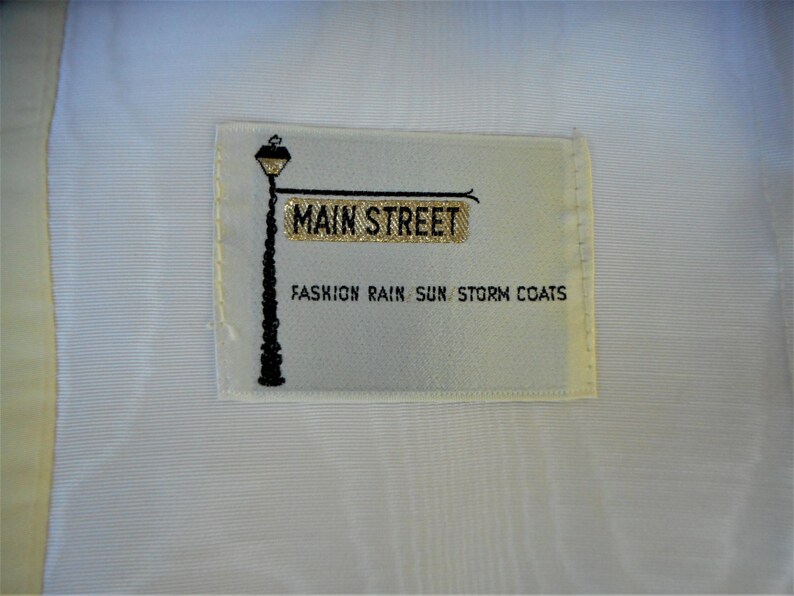 MAIN STREET
FASHION RAIN/SUN/STORM COATS